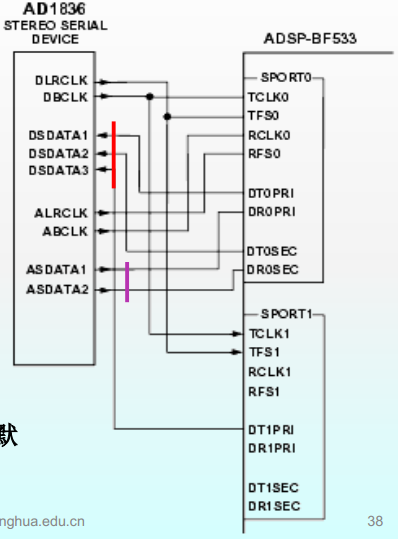 AD1836
STEREO SERIAL
DEVICE
DLRCLK
DBCLK
DSDATA1
DSDATA2
DSDATA3
ALRCLK
ABCLK
ASDATA1
ASDATA2
ADSP-BF533
SPORT0
TCLK0
TFS0
RCLK0
RFS0
DT0PRI
DR0PRI
DT0SEC
DR0SEC
SPORT1
TCLK1
TFS1
RCLK1
RFS1
DT1PRI
DR1PRI
DT1SEC
DR1SEC
默
nghua.edu.cn
38